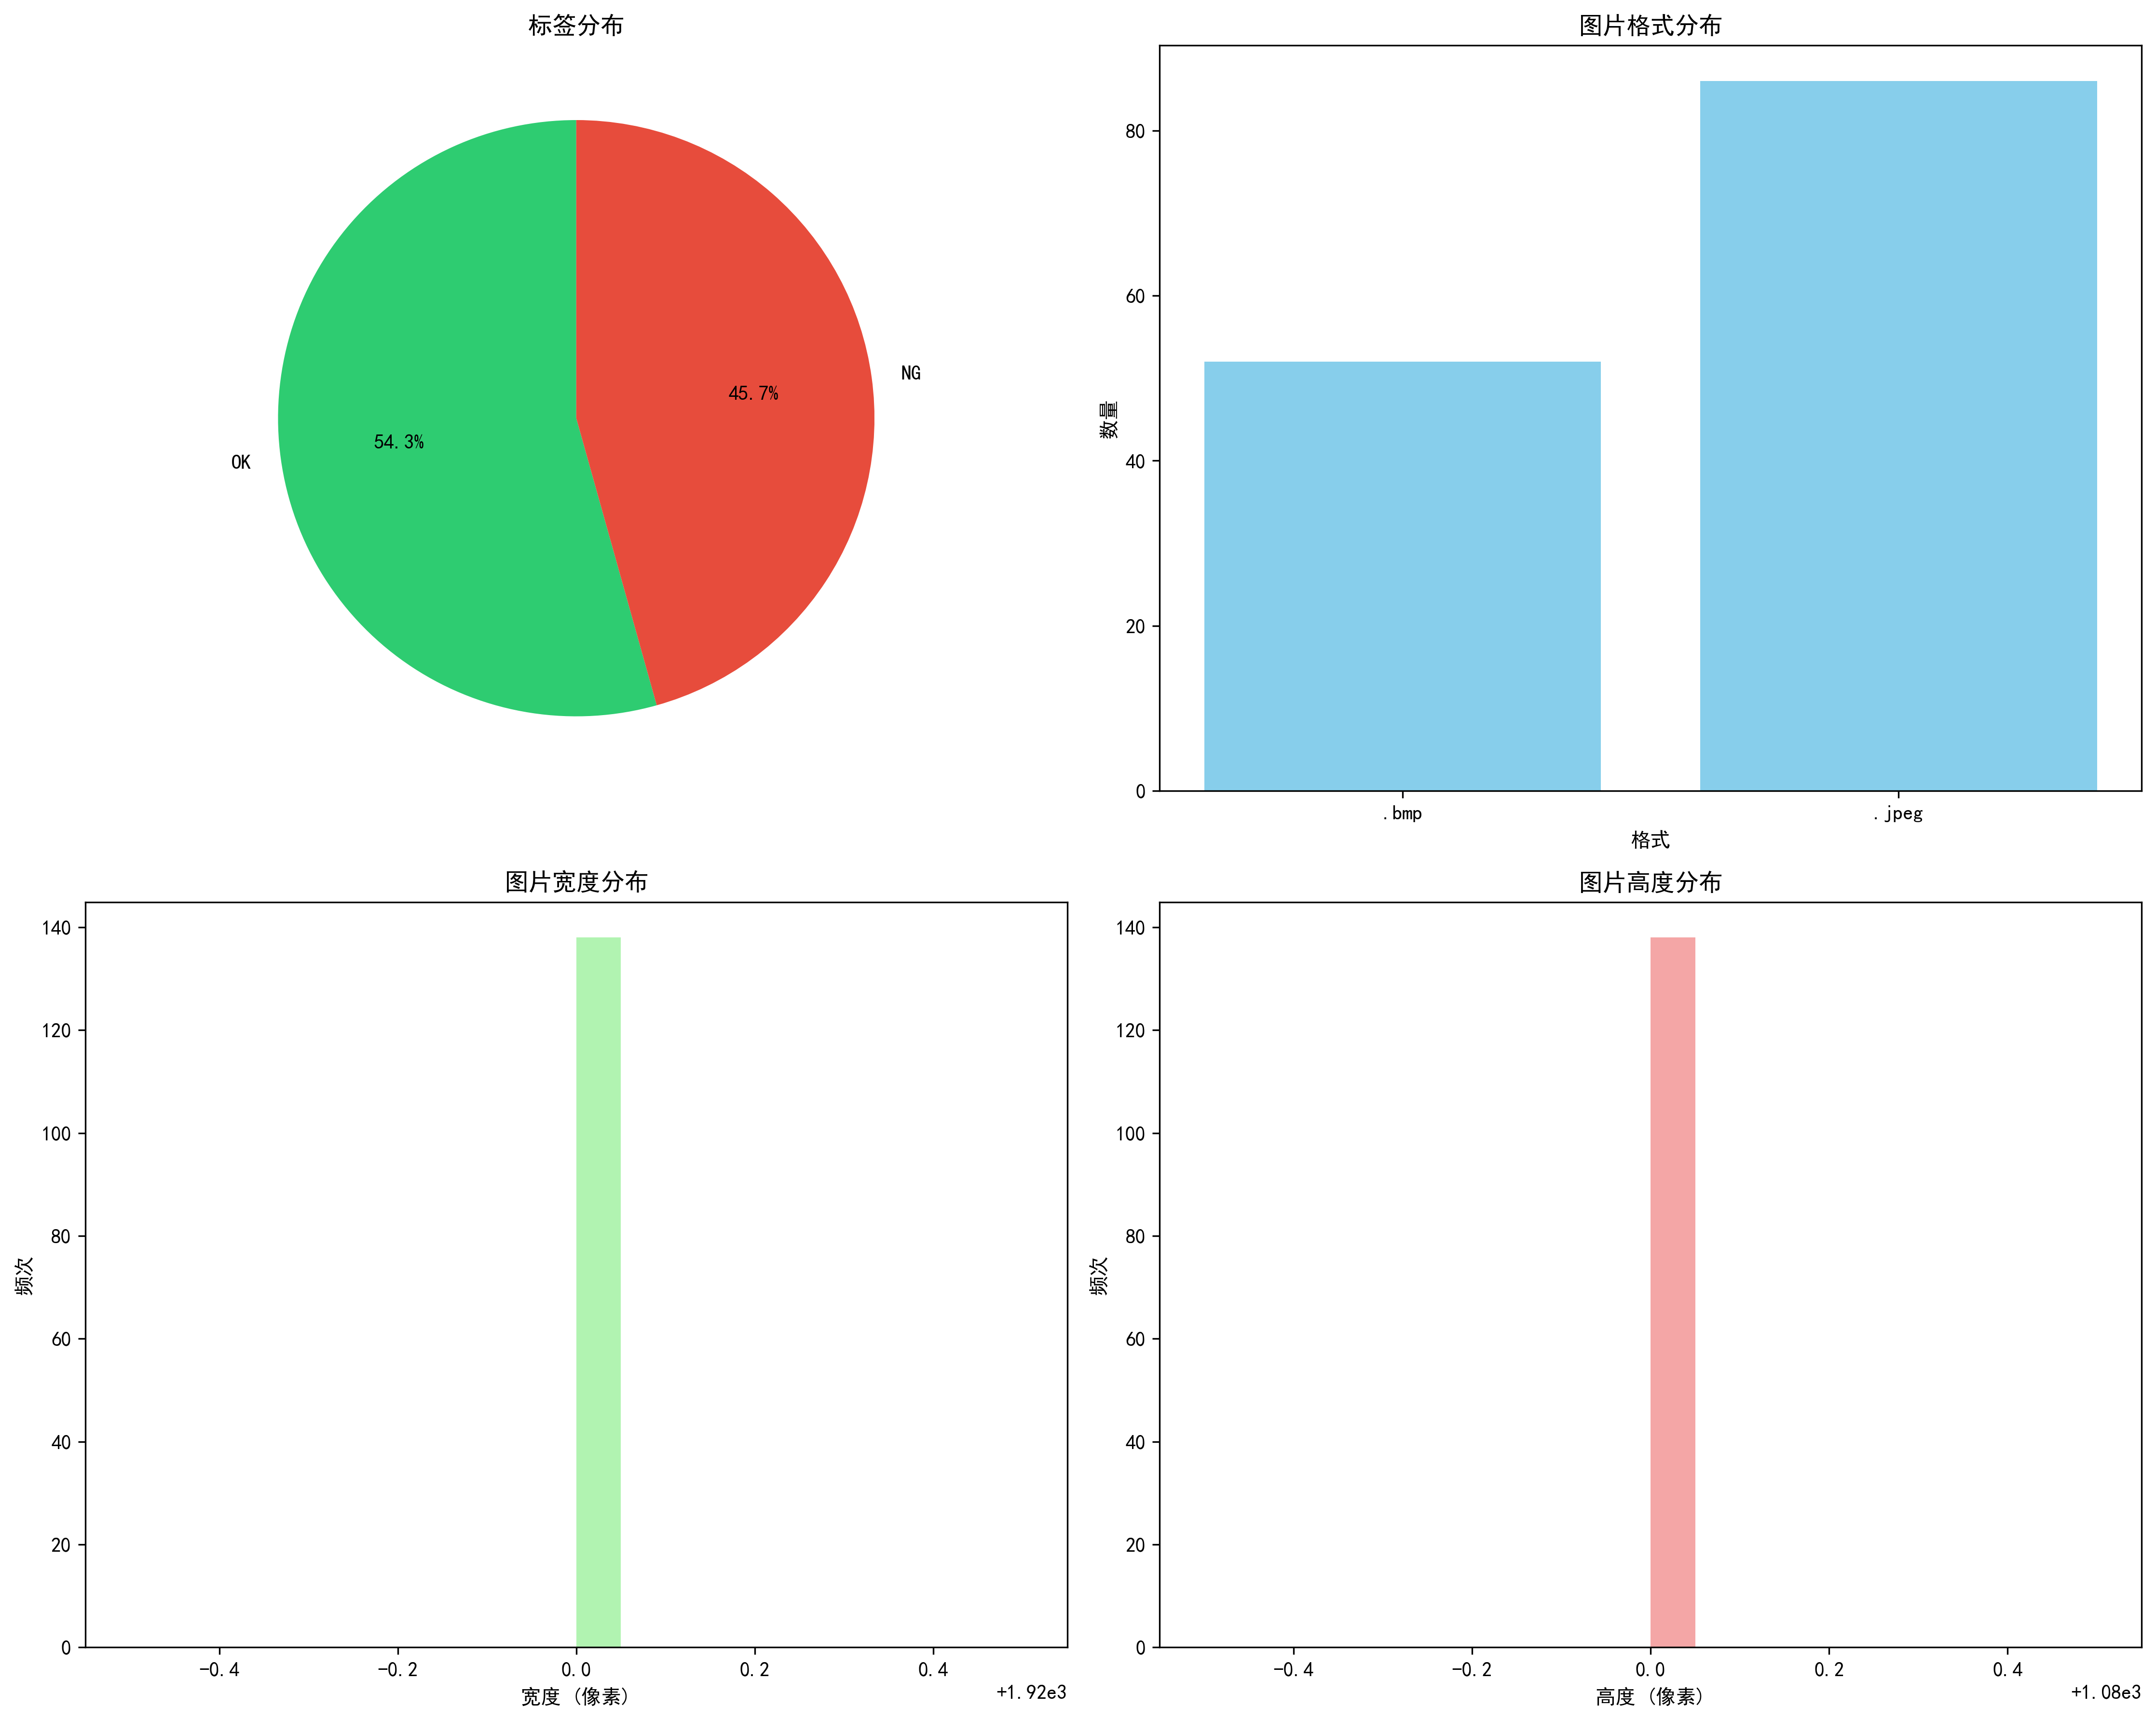 标签分布
NG
45.7%
54.3%
OK
图片格式分布
数量
80
60
40
20
0
.bmp
.jpeg
格式
图片宽度分布
频次
140
120
100
80
60
40
20
0
-0.4
-0.2
0.0
0.2
0.4
宽度 (像素)
+1.92e3
图片高度分布
频次
140
120
100
80
60
40
20
0
-0.4
-0.2
0.0
0.2
0.4
高度 (像素)
+1.08e3